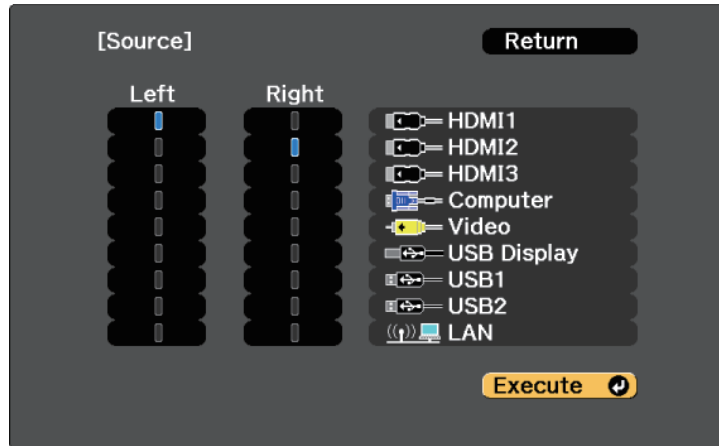 [Source] Return
Left Right
HDMI1
HDMI2
HDMI3
Computer
Video
USB Display
USB1
USB2
LAN
Execute